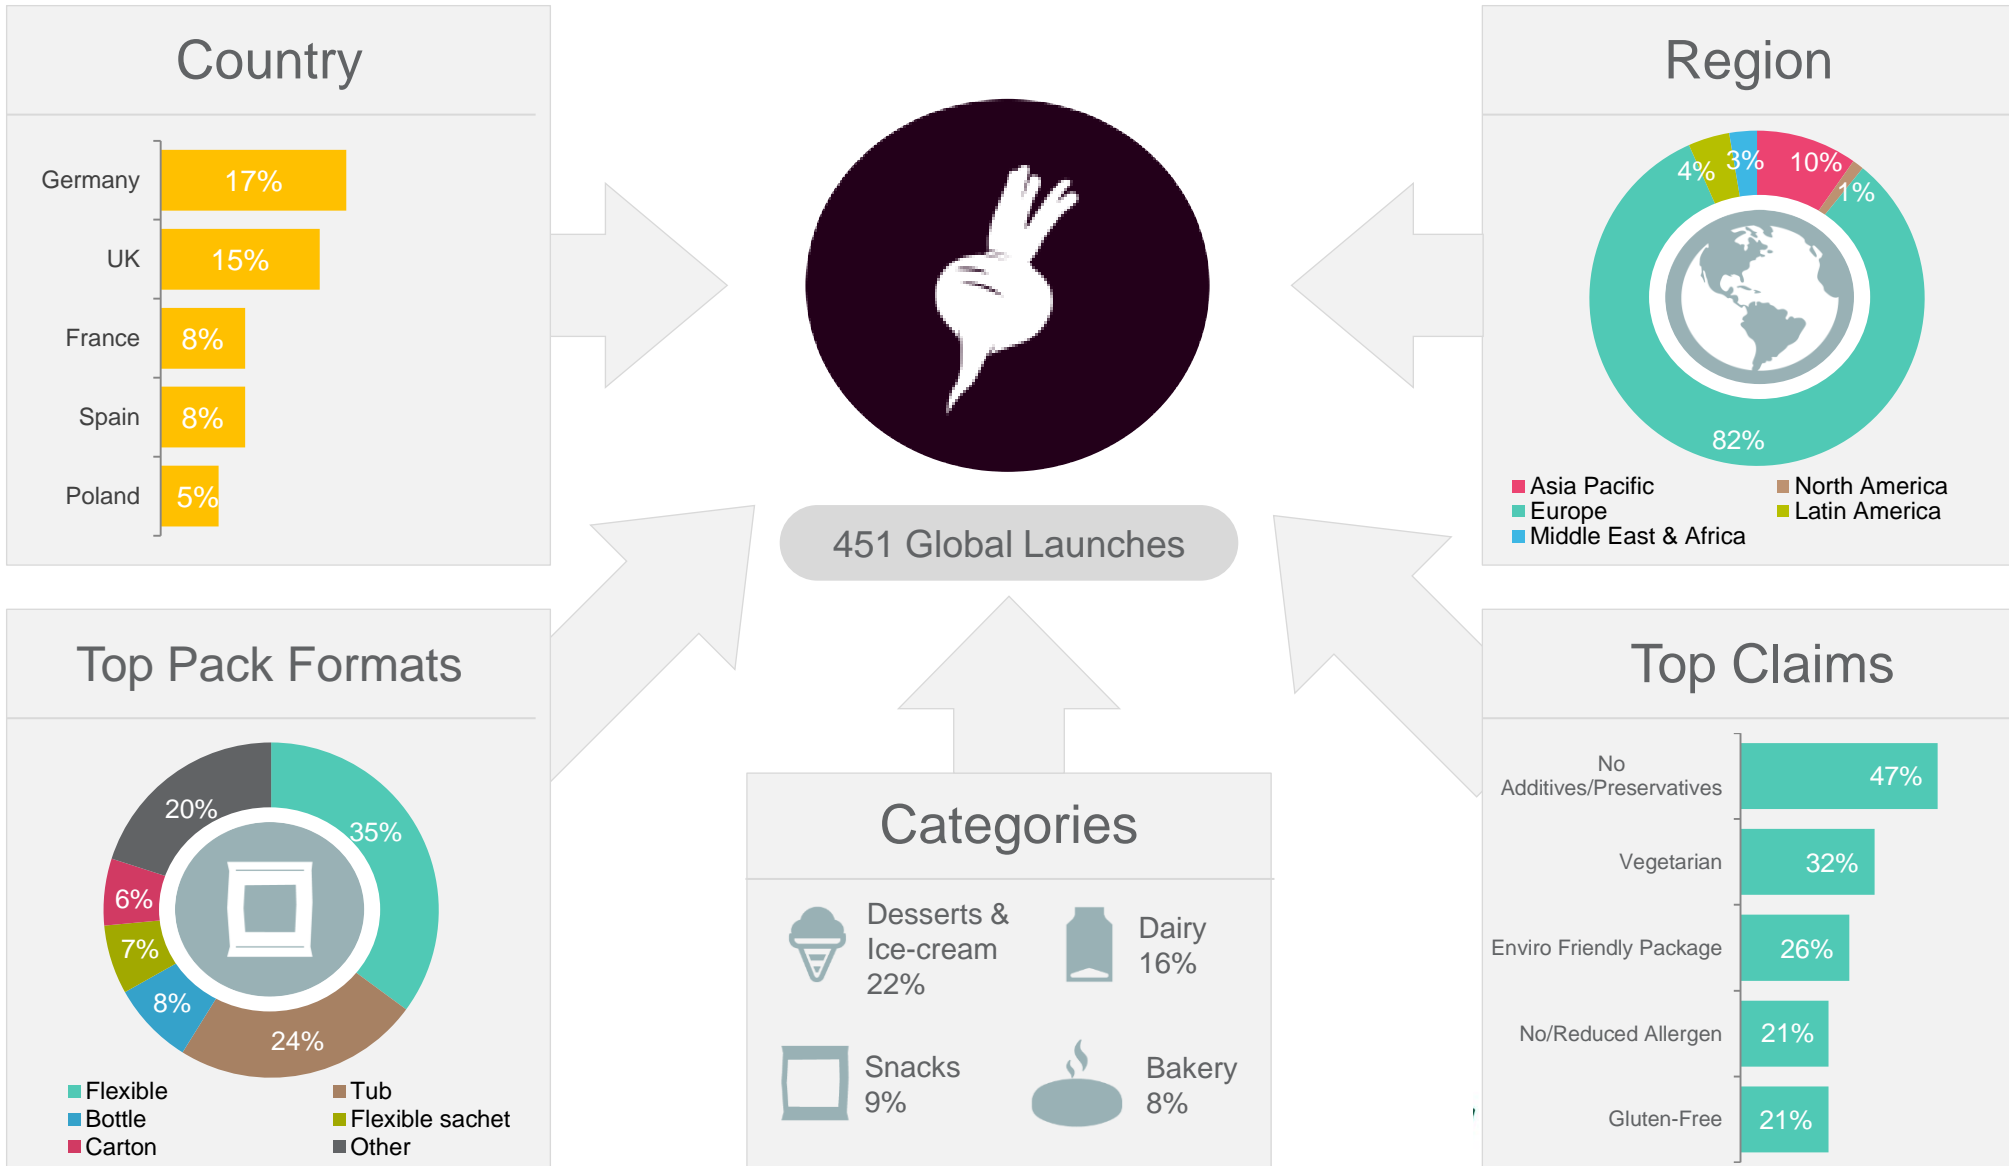 Country
Germany 17%
UK 15%
France 8%
Spain 8%
Poland 5%
451 Global Launches
Region
4% 3% 10%
1%
82%
Asia Pacific North America
Europe Latin America
Middle East & Africa
Top Pack Formats
20%
35%
6%
7%
8%
24%
Flexible Tub
Bottle Flexible sachet
Carton Other
Categories
Desserts &
Ice-cream
22%
Dairy
16%
Snacks
9%
Bakery
8%
Top Claims
No
Additives/Preservatives 47%
Vegetarian 32%
Enviro Friendly Package 26%
No/Reduced Allergen 21%
Gluten-Free 21%